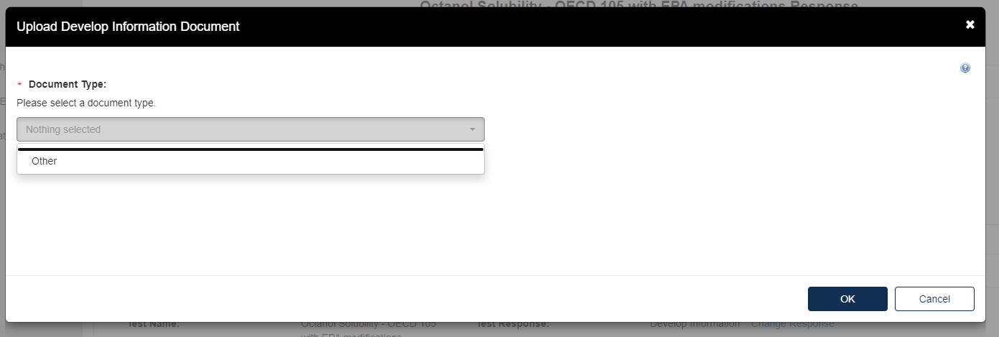 Octanol Solubility - OECD 105 with EPA modifications Response
Upload Develop Information Document
* Document Type:
Please select a document type.
Nothing selected
Other
OK Cancel
Test Name: Octanol Solubility - OECD 105 Test Response: Develop Information Change Response
with EPA modifications